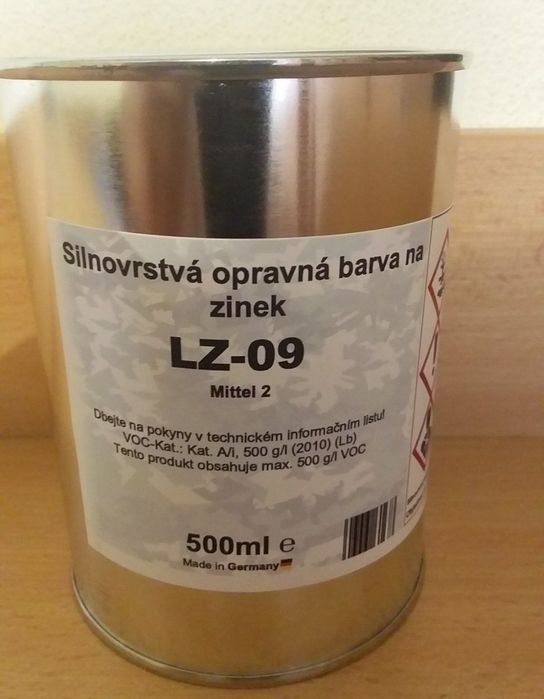 Silnovrstvá opravná barva na
zinek
LZ-09
Mittel 2
Dbejte na pokyny v technickém informačním listu!
VOC-Kat.: Kat. A/i, 500 g/l (2010) (Lb)
Tento produkt obsahuje max. 500 g/l VOC
500ml e
Made in Germany